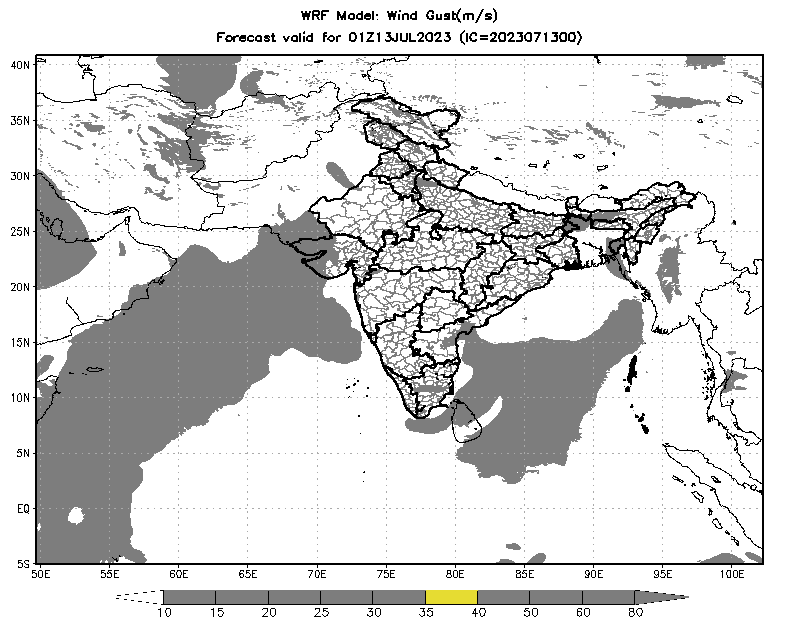 WRF Model: Wind Gust(m/s)
Forecast valid for 01Z13JUL2023 (IC=2023071300)
40N
35N
30N
25N
20N
15N
10N
5N
EQ
5S
50E 55E 60E 65E 70E 75E 80E 85E 90E 95E 100E
10 15 20 25 30 35 40 50 60 80